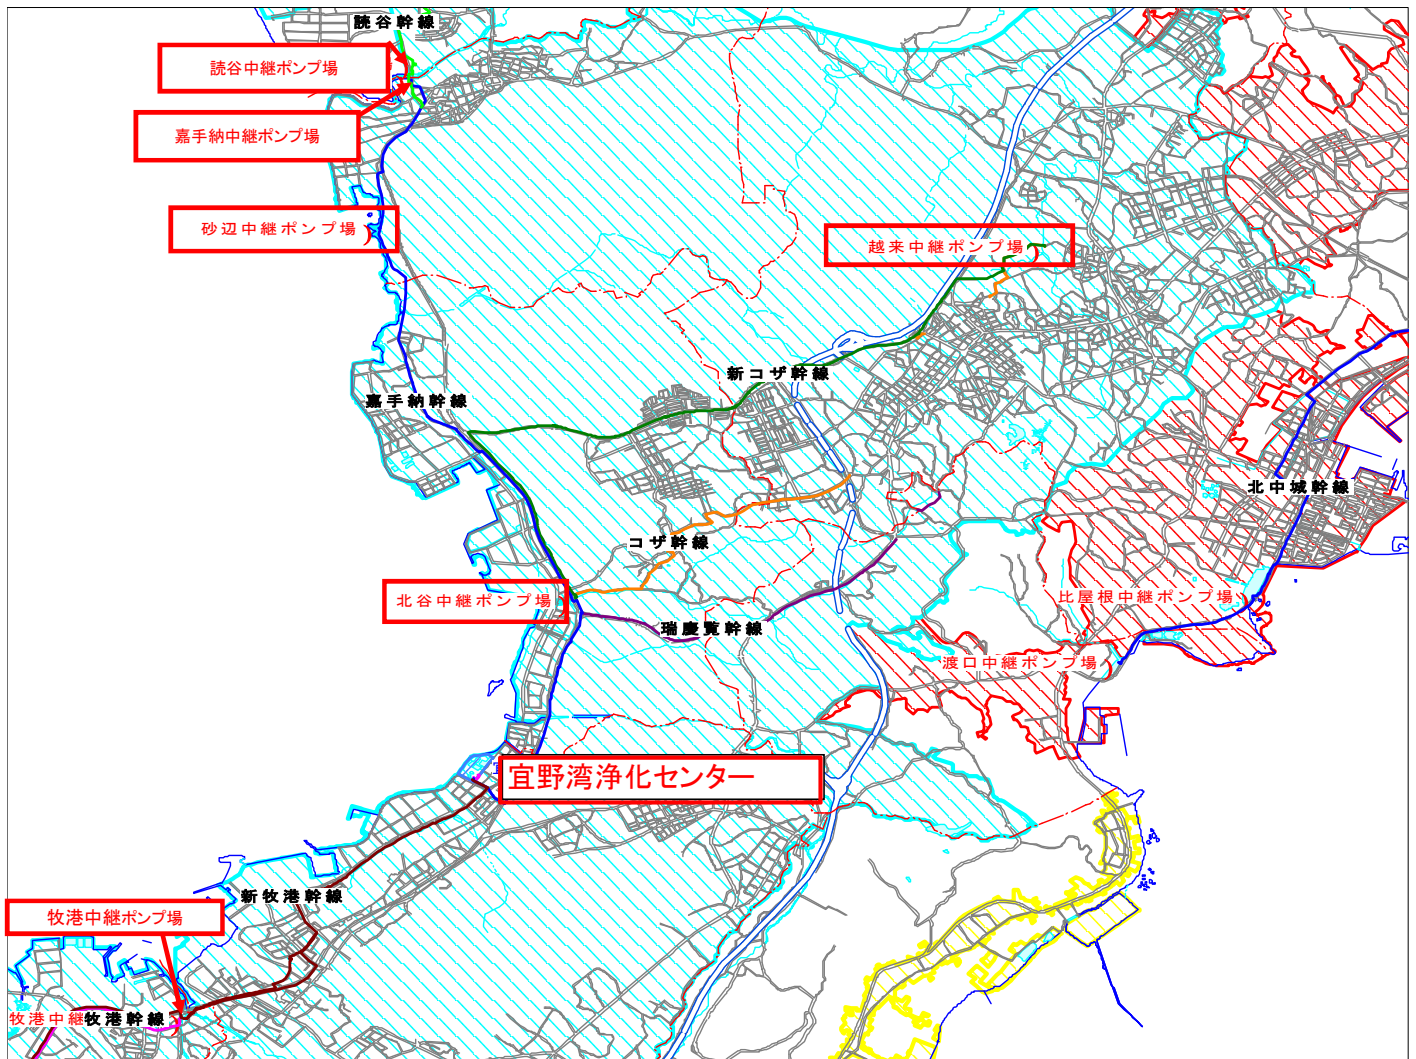 読谷幹線
読谷中継ポンプ場
嘉手納中継ポンプ場
砂辺中継ポンプ場
越来中継ポンプ場
新コザ幹線
嘉手納幹線
北中城幹線
コザ幹線
北谷中継ポンプ場
比屋根中継ポンプ場
瑞慶覧幹線
渡口中継ポンプ場
宜野湾浄化センター
新牧港幹線
牧港中継ポンプ場
牧港中継
牧港幹線